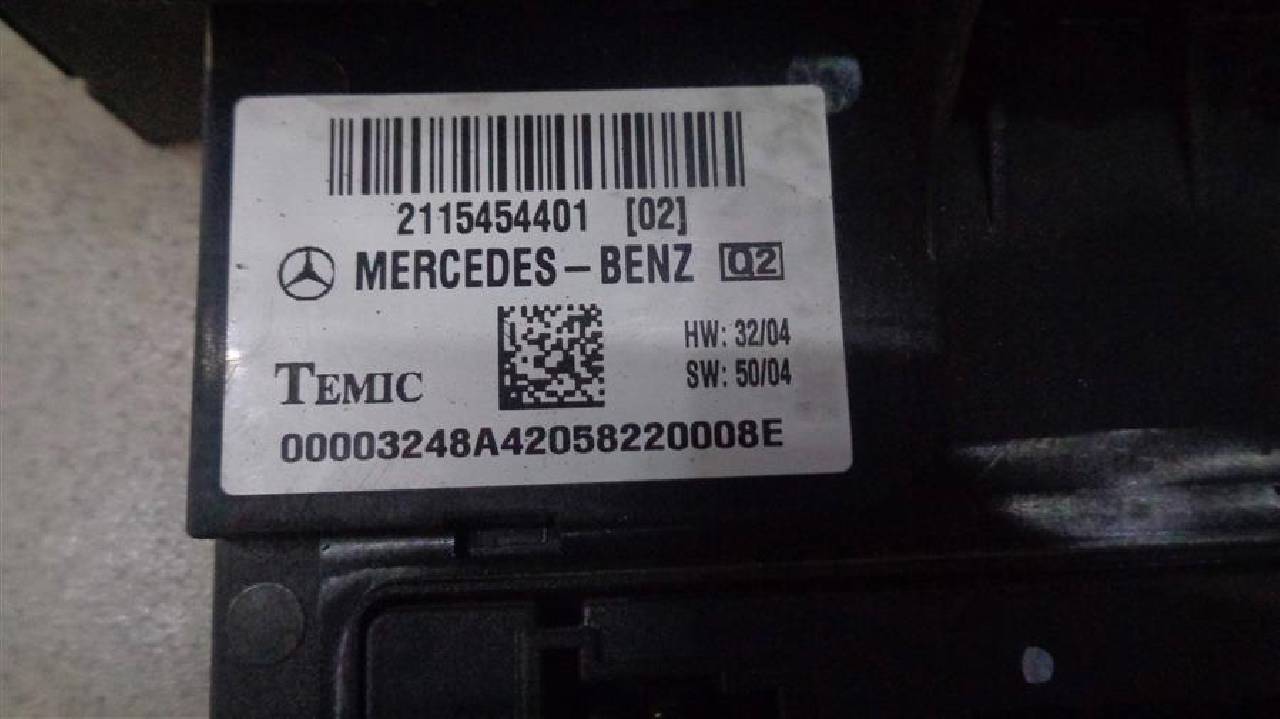 2115454401 [02]
MERCEDES-BENZ Q2
HW: 32/04
SW: 50/04
TEMIC
00003248A42058220008E